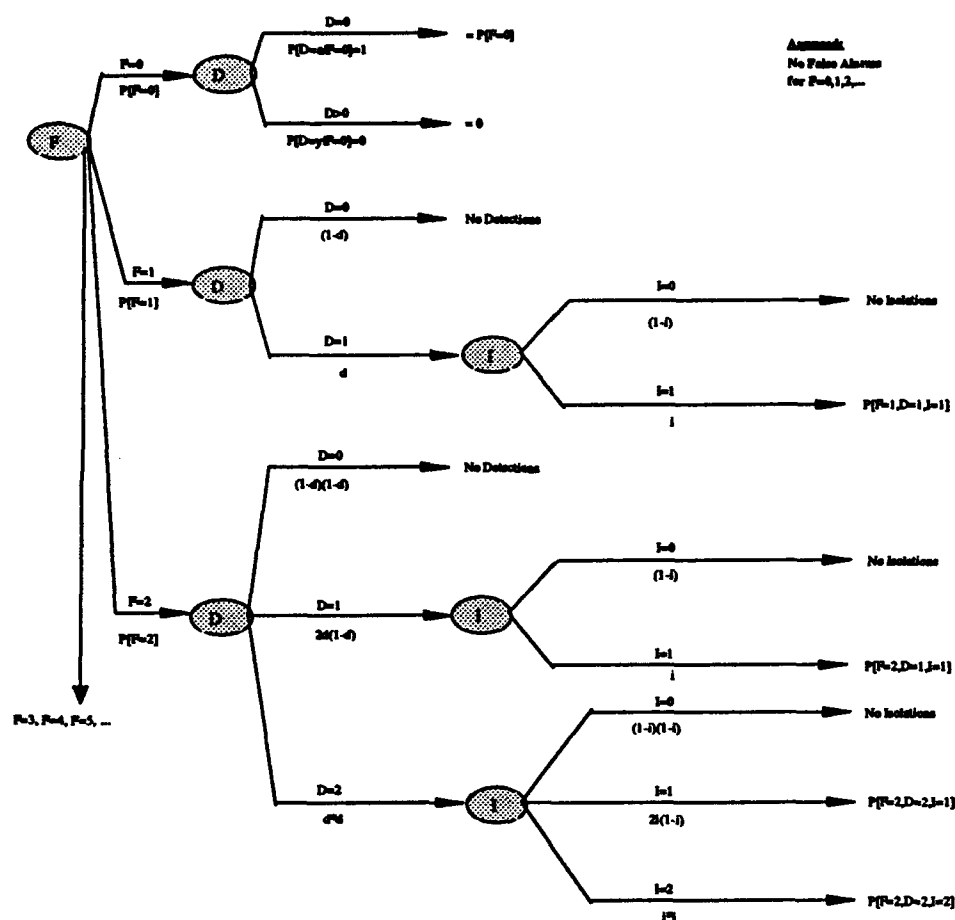 D=0
P[D=a|F=0]=1
= P[F=0]
F=0
P[F=0]
D
D>0
P[D=y|F=0]=0
= 0
No False Alarms
for F=0,1,2,...
F
D=0
(1-d)
No Detections
F=1
P[F=1]
D
D=1
d
I
I=0
(1-i)
No Isolations
I=1
i
P[F=1,D=1,I=1]
D=0
(1-d)(1-d)
No Detections
F=2
P[F=2]
D
D=1
2d(1-d)
I
I=0
(1-i)
No Isolations
I=1
i
P[F=2,D=1,I=1]
F=3, F=4, F=5, ...
D=2
d*d
I
I=0
(1-i)(1-i)
No Isolations
I=1
2i(1-i)
P[F=2,D=2,I=1]
I=2
i*i
P[F=2,D=2,I=2]